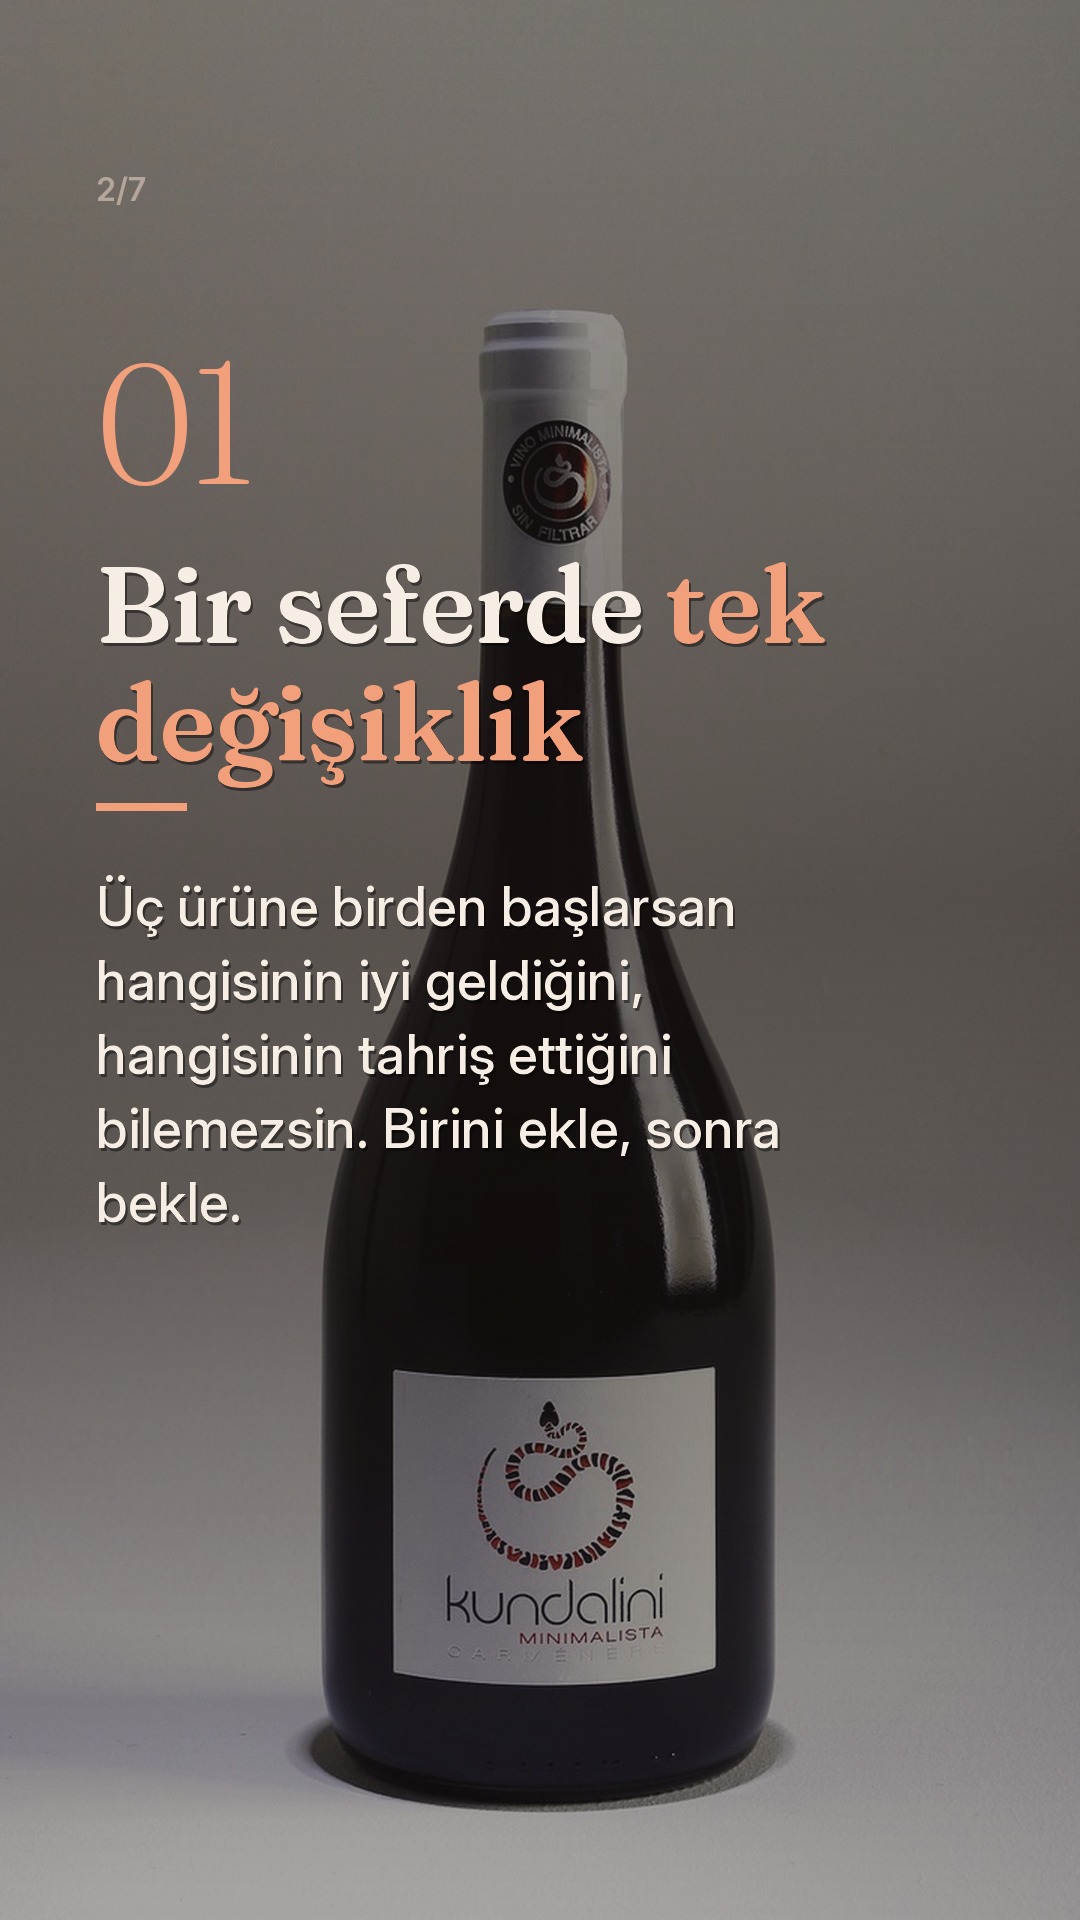 2/7
01
VINO MINIMALISTA
SIN FILTRAR
Bir seferde tek
değişiklik
Üç ürüne birden başlarsan
hangisinin iyi geldiğini,
hangisinin tahriş ettiğini
bilemezsin. Birini ekle, sonra
bekle.
kundalini
MINIMALISTA
CARMÉNÈRE